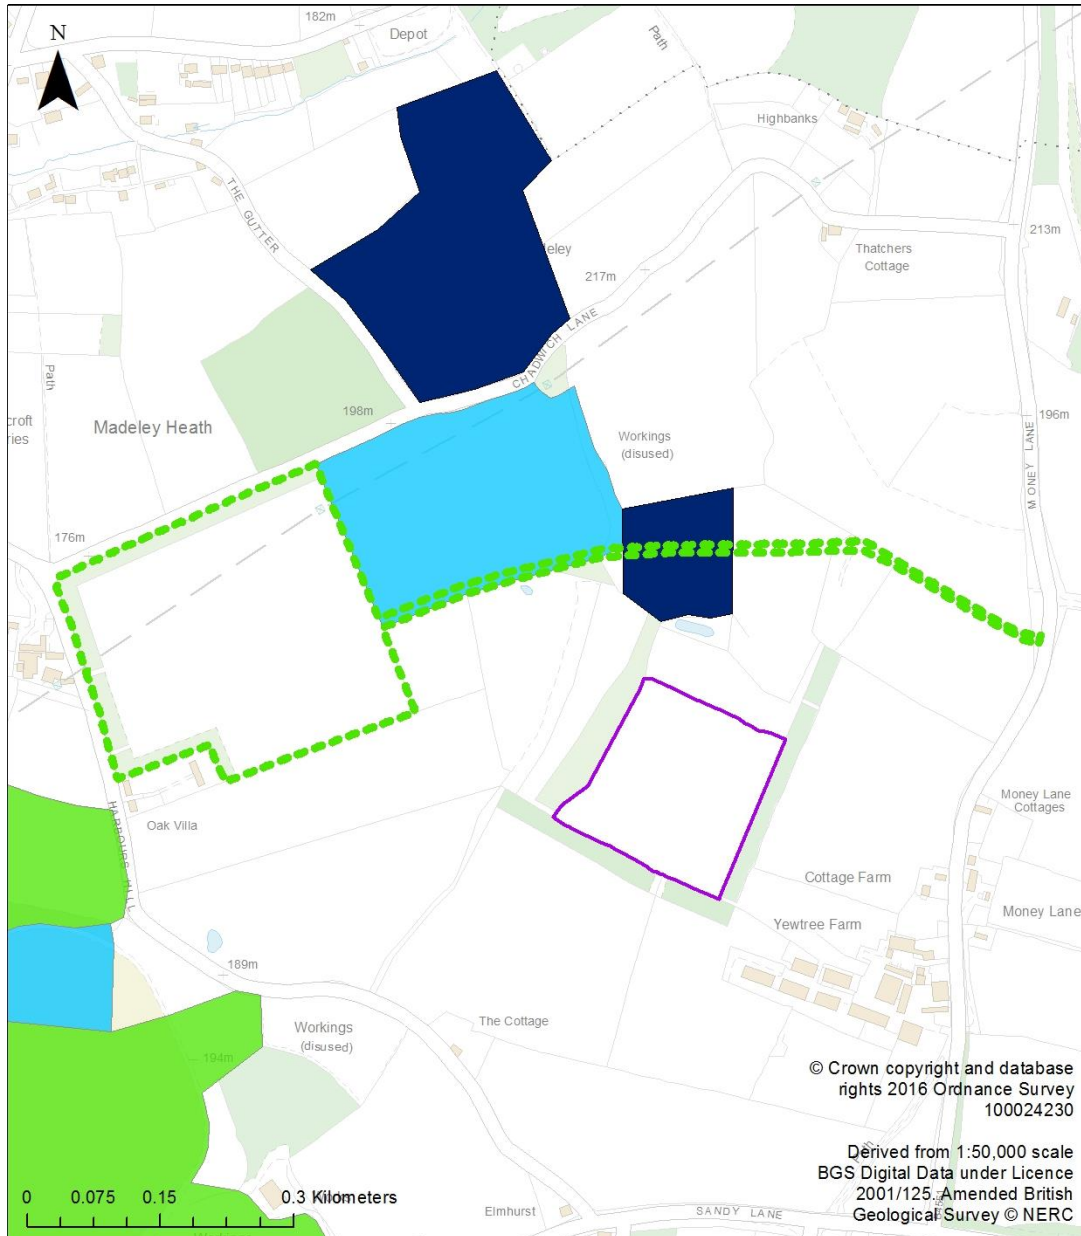 182m
Depot
N
Path
Highbanks
THE GUTTER
213m
Thatchers
Cottage
217m
CHADWICH LANE
Path
198m
196m
Madeley Heath
Workings
(disused)
MONEY LANE
176m
Money Lane
Cottages
Oak Villa
HARBOURS HILL
Cottage Farm
Money Lane
Yewtree Farm
189m
The Cottage
Workings
(disused)
194m
© Crown copyright and database
rights 2016 Ordnance Survey
100024230
Derived from 1:50,000 scale
BGS Digital Data under Licence
2001/125. Amended British
Geological Survey © NERC
Path
0 0.075 0.15 0.3 Kilometers
Elmhurst
SANDY LANE